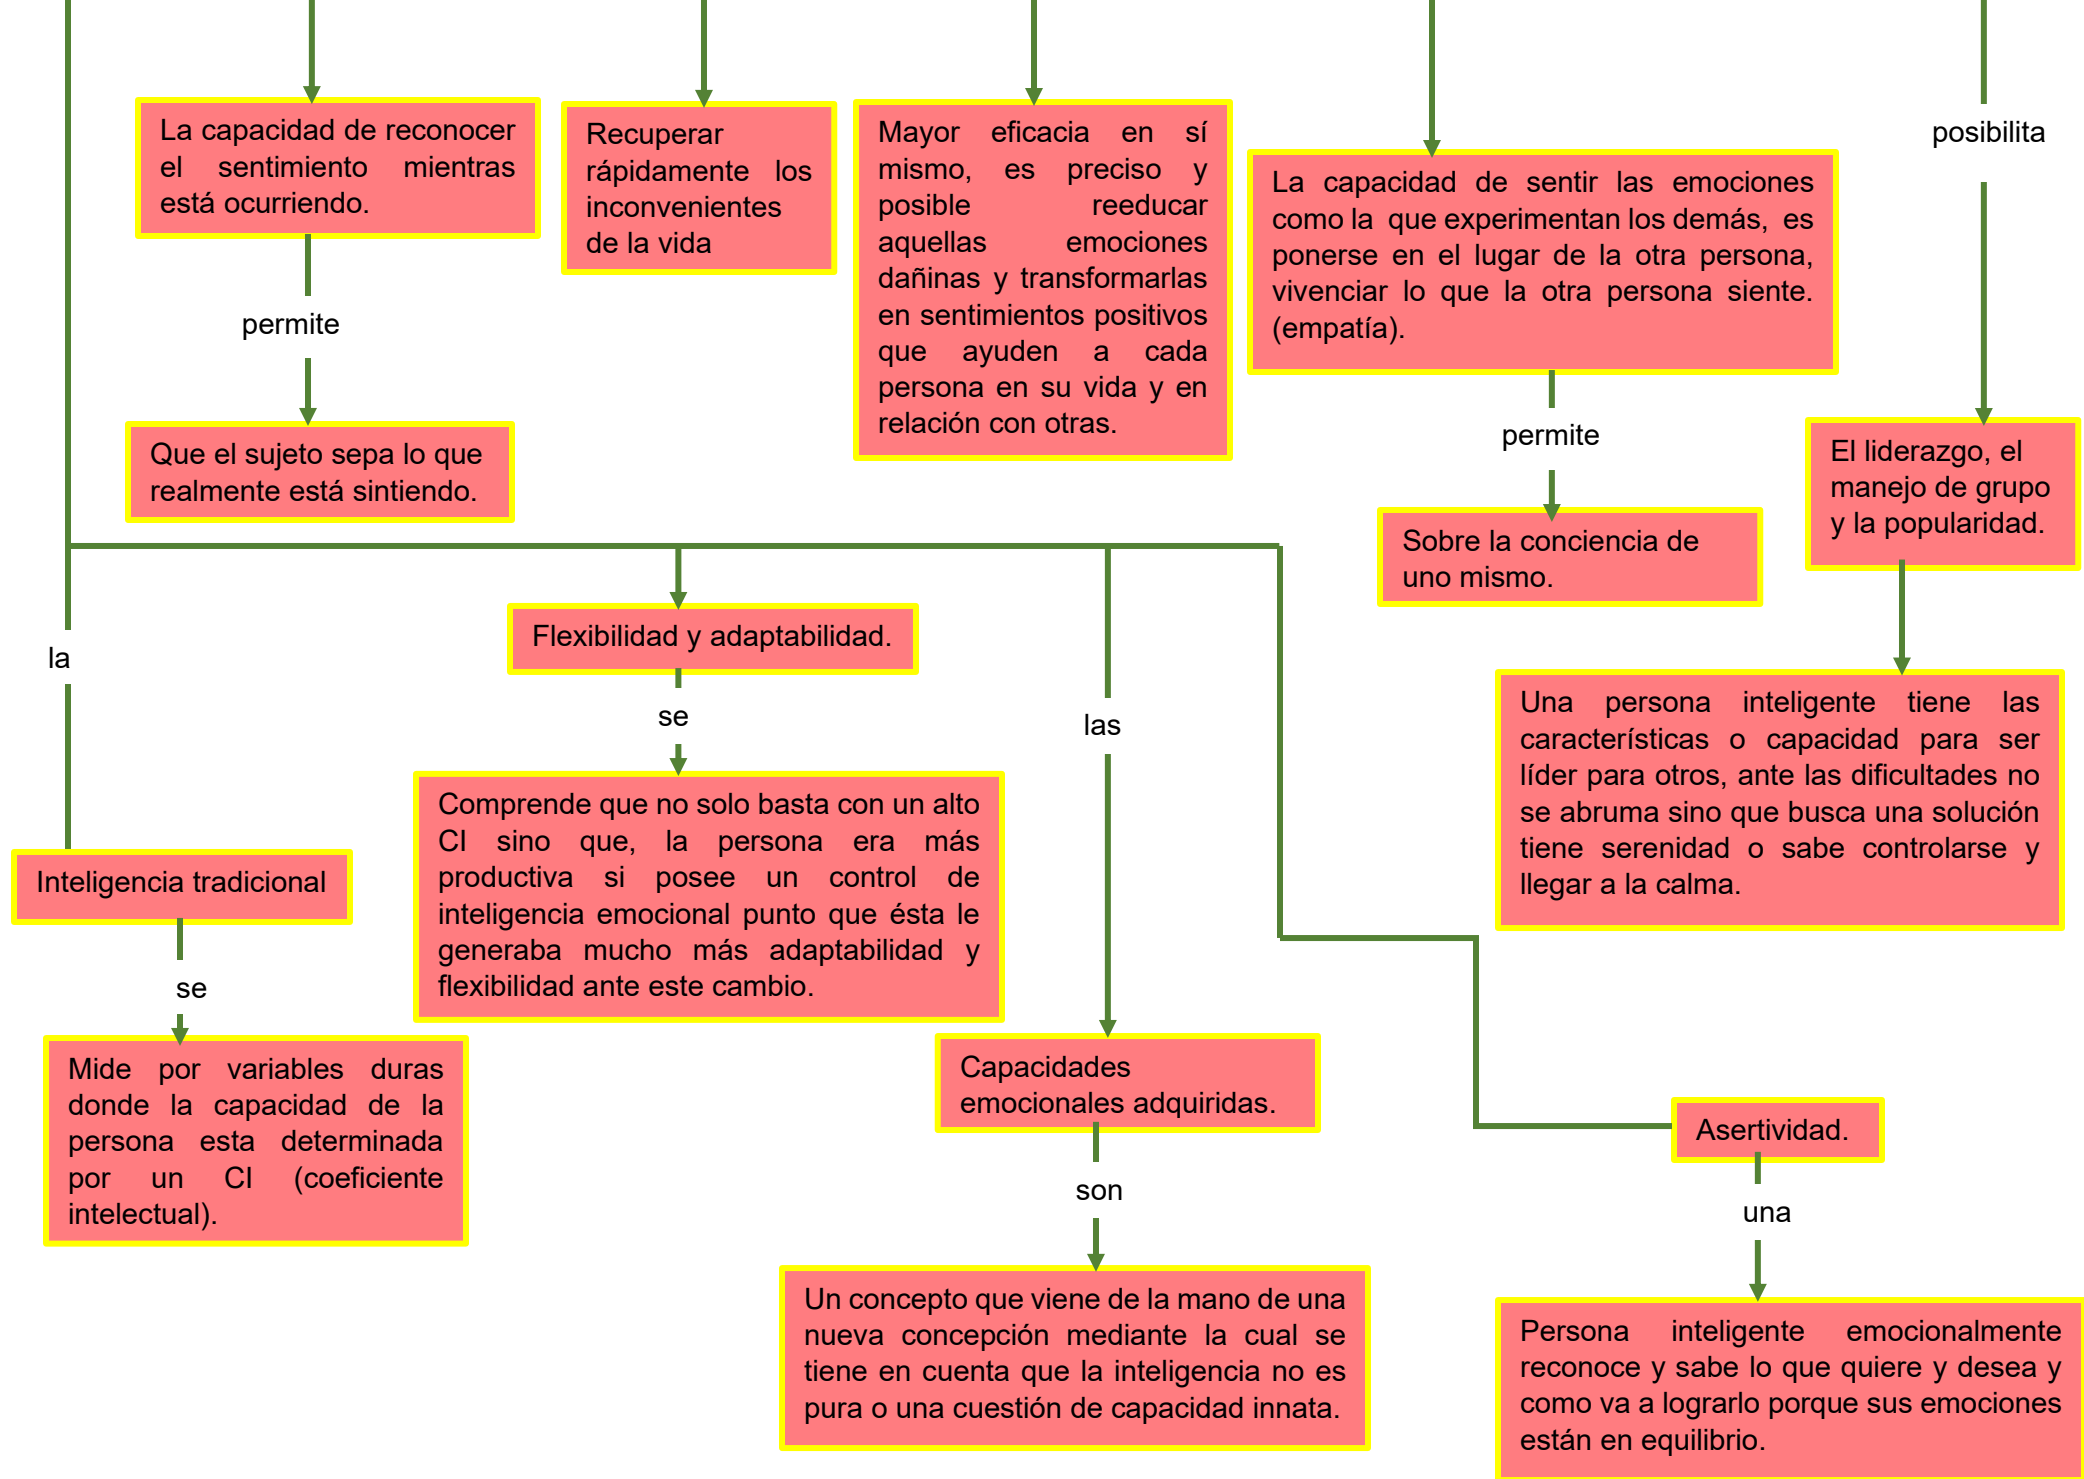 La capacidad de reconocer
el sentimiento mientras
está ocurriendo.
permite
Que el sujeto sepa lo que
realmente está sintiendo.
Recuperar
rápidamente los
inconvenientes
de la vida
Mayor eficacia en sí
mismo, es preciso y
posible reeducar
aquellas emociones
dañinas y transformarlas
en sentimientos positivos
que ayuden a cada
persona en su vida y en
relación con otras.
La capacidad de sentir las emociones
como la que experimentan los demás, es
ponerse en el lugar de la otra persona,
vivenciar lo que la otra persona siente.
(empatía).
permite
Sobre la conciencia de
uno mismo.
posibilita
El liderazgo, el
manejo de grupo
y la popularidad.
Una persona inteligente tiene las
características o capacidad para ser
líder para otros, ante las dificultades no
se abruma sino que busca una solución
tiene serenidad o sabe controlarse y
llegar a la calma.
la
Inteligencia tradicional
se
Mide por variables duras
donde la capacidad de la
persona esta determinada
por un CI (coeficiente
intelectual).
Flexibilidad y adaptabilidad.
se
Comprende que no solo basta con un alto
CI sino que, la persona era más
productiva si posee un control de
inteligencia emocional punto que ésta le
generaba mucho más adaptabilidad y
flexibilidad ante este cambio.
las
Capacidades
emocionales adquiridas.
son
Un concepto que viene de la mano de una
nueva concepción mediante la cual se
tiene en cuenta que la inteligencia no es
pura o una cuestión de capacidad innata.
Asertividad.
una
Persona inteligente emocionalmente
reconoce y sabe lo que quiere y desea y
como va a lograrlo porque sus emociones
están en equilibrio.